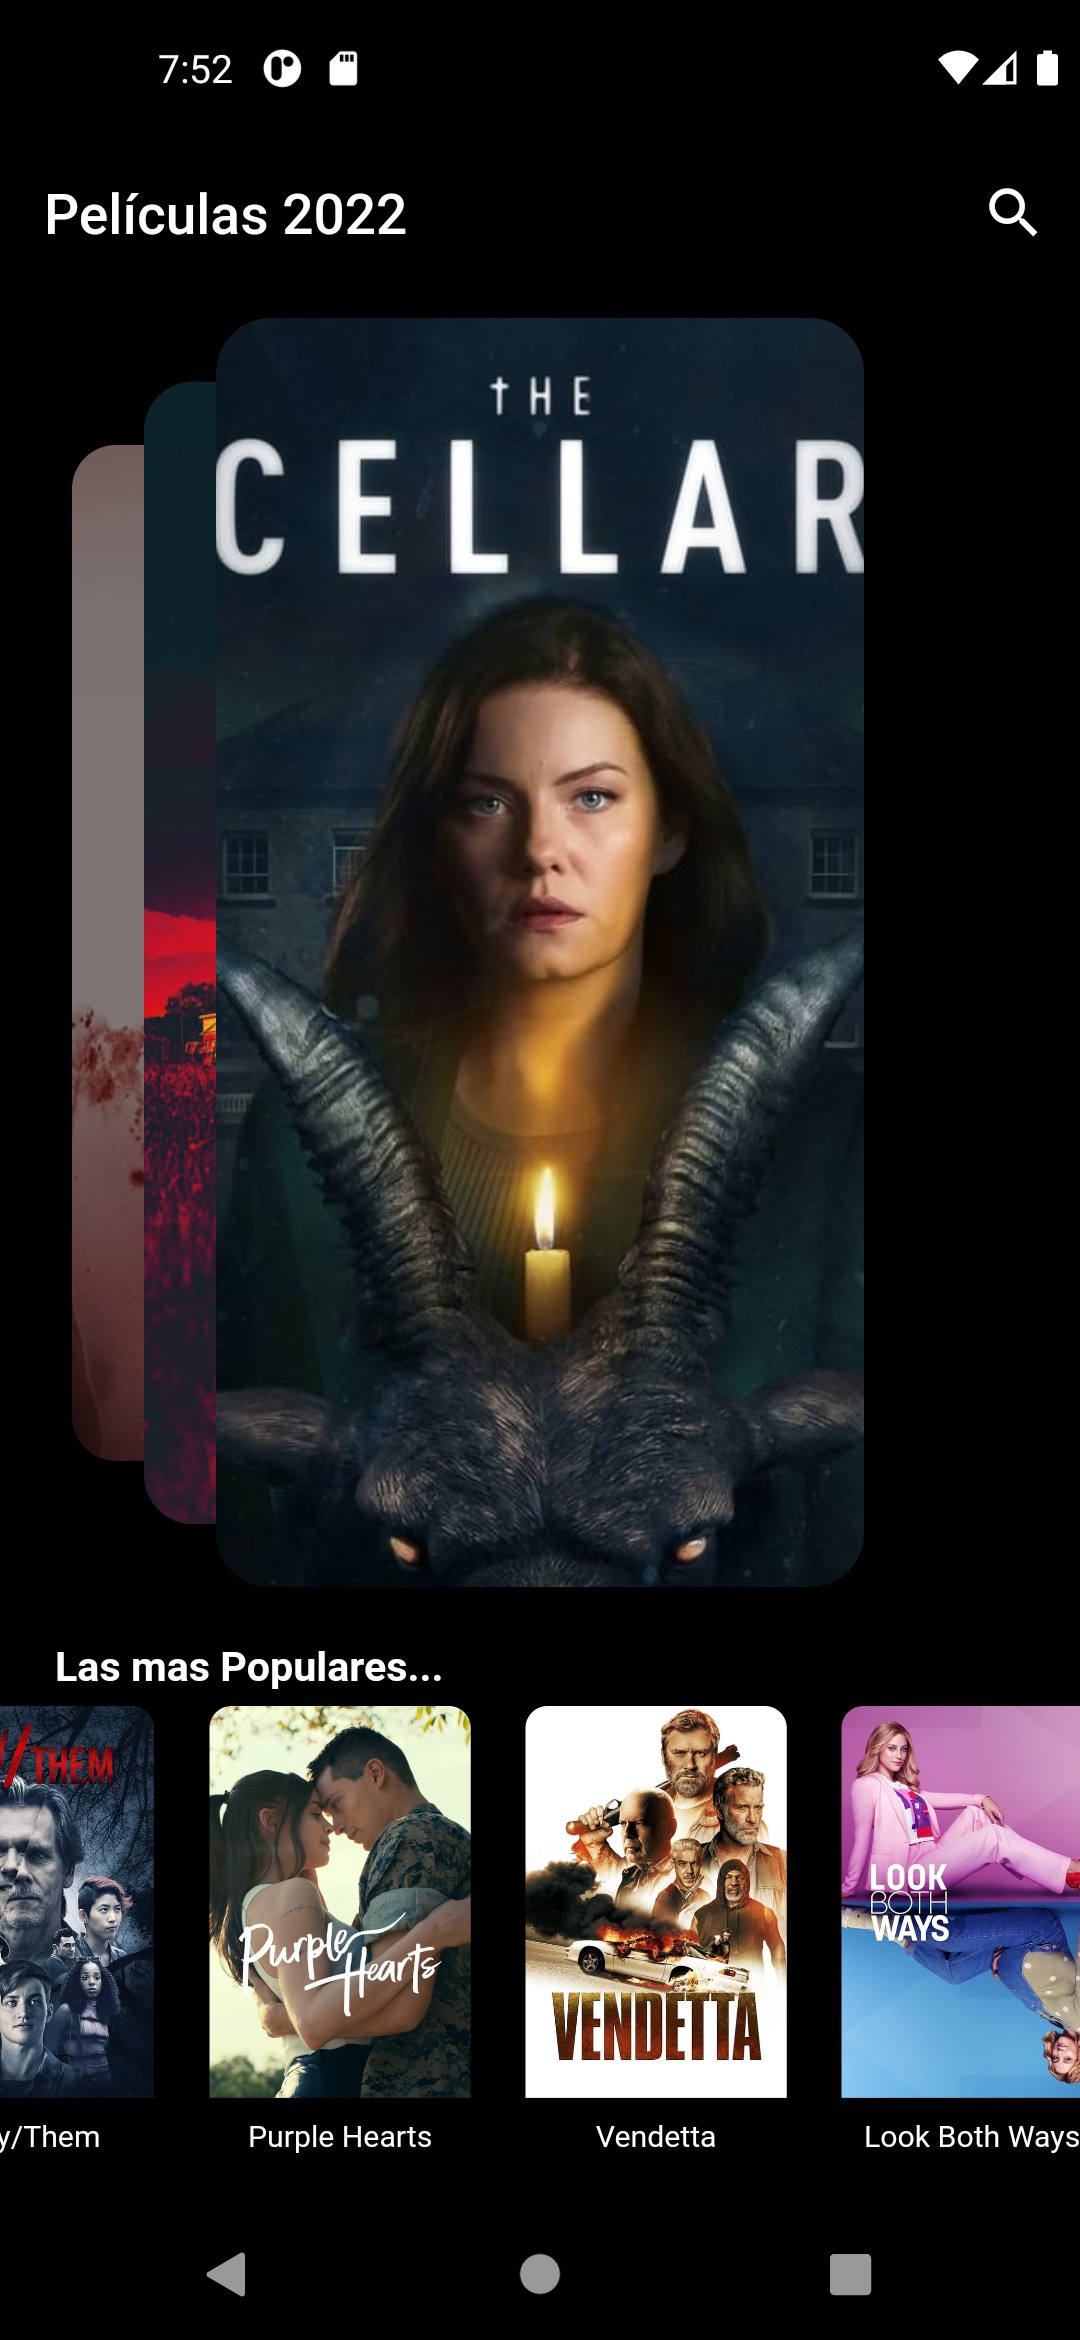 7:52
Películas 2022
THE
CELLAR
Las mas Populares...
//THEM
Purple
Hearts
VENDETTA
LOOK
BOTH
WAYS
y/Them
Purple Hearts
Vendetta
Look Both Ways